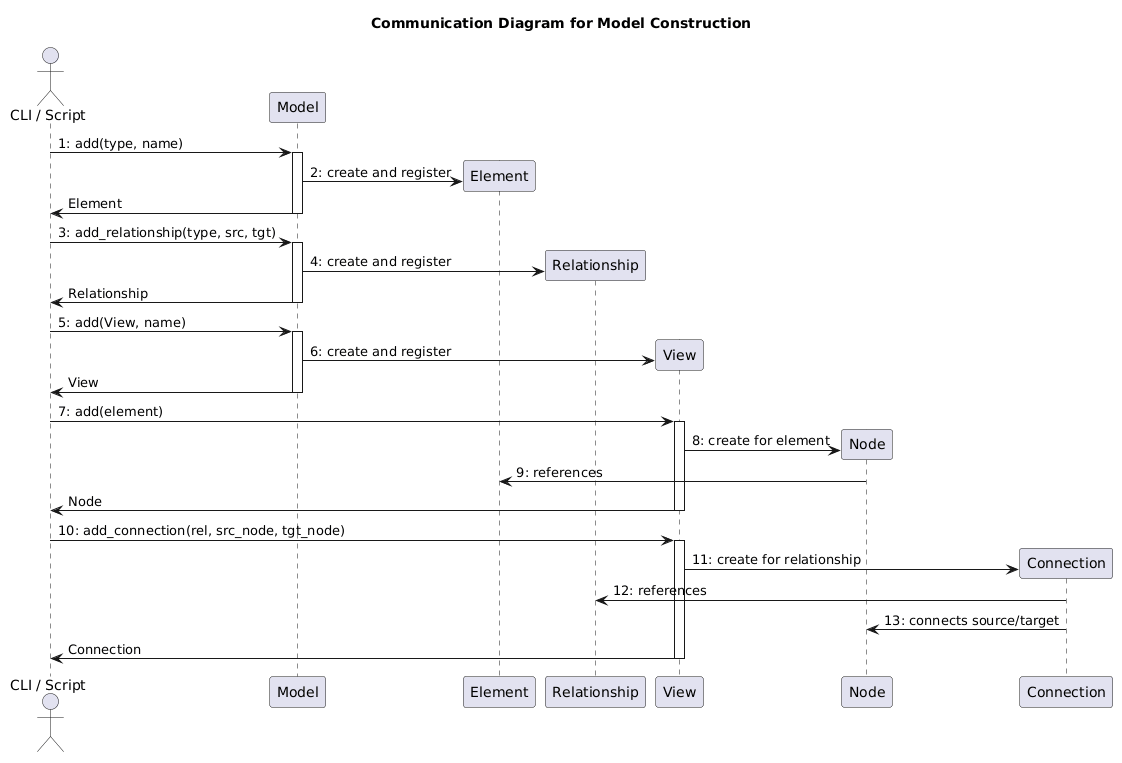 Communication Diagram for Model Construction
CLI / Script
Model
1: add(type, name)
2: create and register
Element
Element
3: add_relationship(type, src, tgt)
4: create and register
Relationship
Relationship
5: add(View, name)
6: create and register
View
View
7: add(element)
8: create for element
Node
9: references
Node
10: add_connection(rel, src_node, tgt_node)
11: create for relationship
Connection
12: references
13: connects source/target
Connection
CLI / Script
Model
Element
Relationship
View
Node
Connection